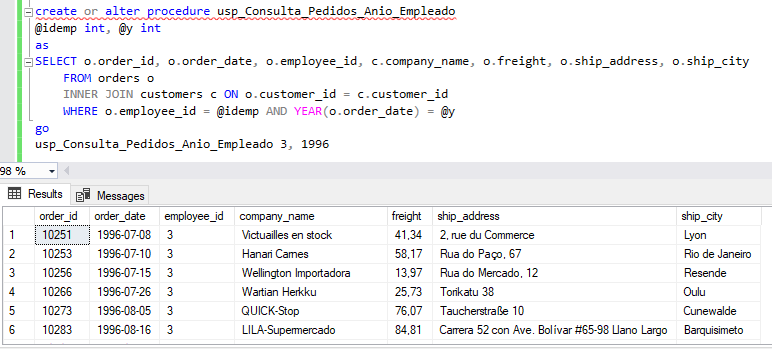 create or alter procedure usp_Consulta_Pedidos_Anio_Empleado
@idemp int, @y int
as
SELECT o.order_id, o.order_date, o.employee_id, c.company_name, o.freight, o.ship_address, o.ship_city
FROM orders o
INNER JOIN customers c ON o.customer_id = c.customer_id
WHERE o.employee_id = @idemp AND YEAR(o.order_date) = @y
go
usp_Consulta_Pedidos_Anio_Empleado 3, 1996
98 %
Results Messages
order_id order_date employee_id company_name freight ship_address ship_city
1 10251 1996-07-08 3 Victuailles en stock 41,34 2, rue du Commerce Lyon
2 10253 1996-07-10 3 Hanari Carnes 58,17 Rua do Paço, 67 Rio de Janeiro
3 10256 1996-07-15 3 Wellington Importadora 13,97 Rua do Mercado, 12 Resende
4 10266 1996-07-26 3 Wartian Herkku 25,73 Torikatu 38 Oulu
5 10273 1996-08-05 3 QUICK-Stop 76,07 Taucherstraße 10 Cunewalde
6 10283 1996-08-16 3 LILA-Supermercado 84,81 Carrera 52 con Ave. Bolívar #65-98 Llano Largo Barquisimeto